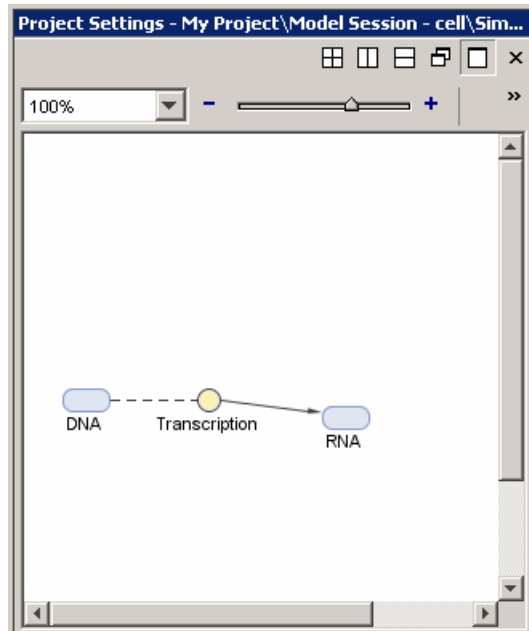 Project Settings - My Project\Model Session - cell\Sim...
100%
DNA
Transcription
RNA